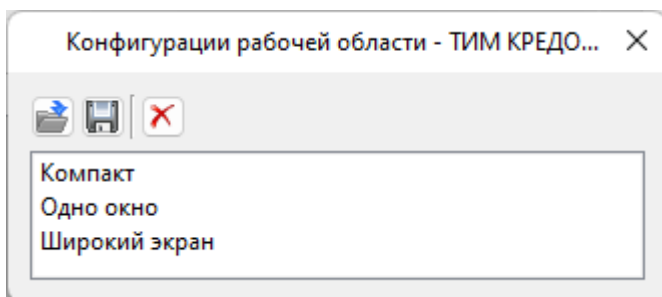 Конфигурации рабочей области - ТИМ КРЕДО...
Компакт
Одно окно
Широкий экран